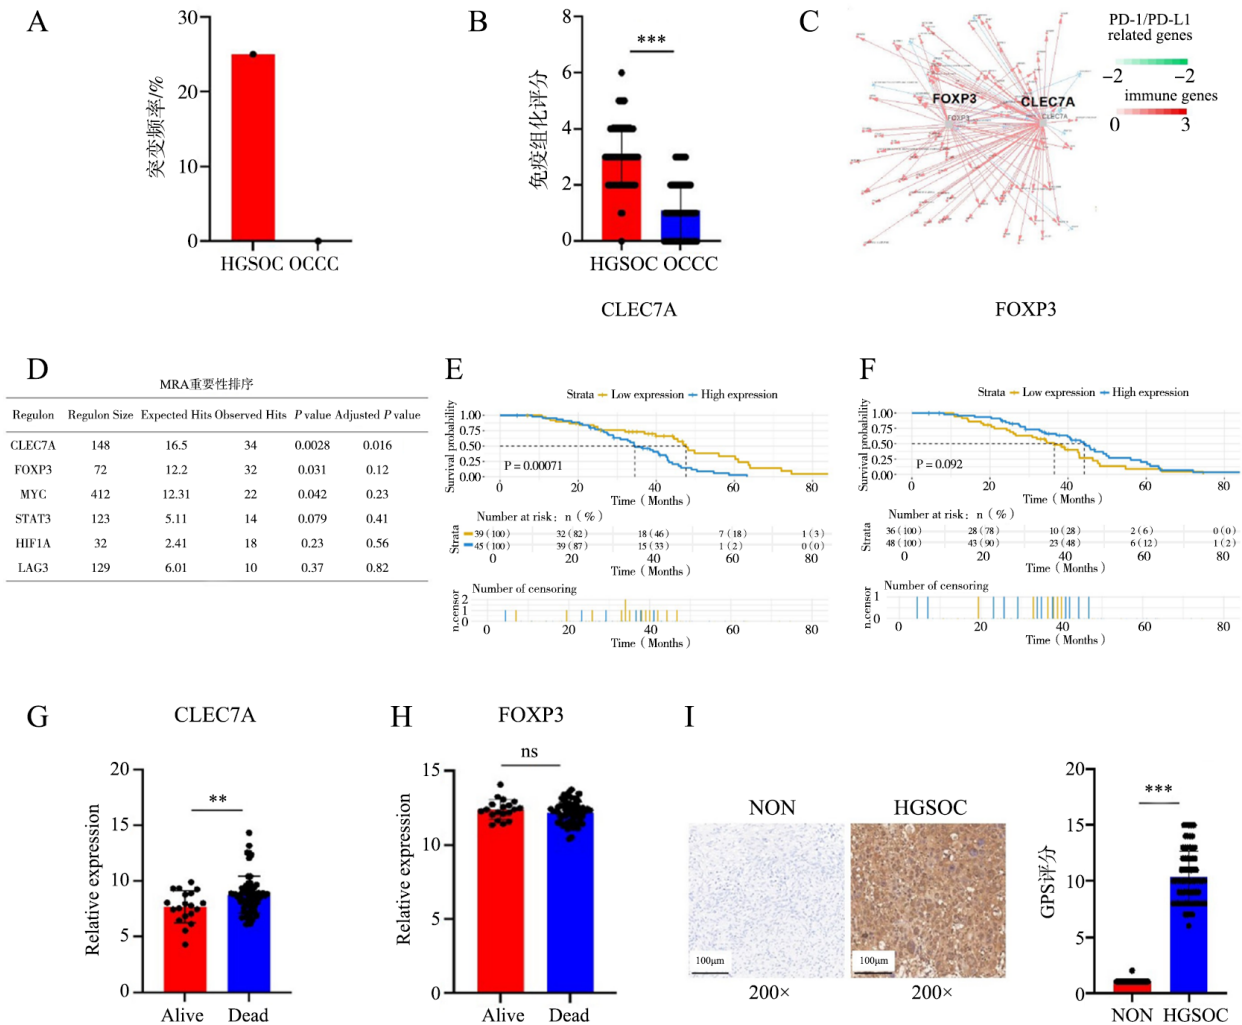 A
突变频率/%
30
20
10
0
HGSOC OCCC
B
免疫组化评分
8
6
4
2
0
***
HGSOC OCCC
C
FOXP3
CLEC7A
FOXP3
CLEC7A
PD-1/PD-L1
related genes
−2 −2
immune genes
0 3
D
MRA重要性排序
Regulon Regulon Size Expected Hits Observed Hits P value Adjusted P value
CLEC7A 148 16.5 34 0.0028 0.016
FOXP3 72 12.2 32 0.031 0.12
MYC 412 12.31 22 0.042 0.23
STAT3 123 5.11 14 0.079 0.41
HIF1A 32 2.41 18 0.23 0.56
LAG3 129 6.01 10 0.37 0.82
CLEC7A
E
Strata Low expression High expression
Survival probability
1.00
0.75
0.50
0.25
0.00
P = 0.00071
0 20 40 60 80
Time（Months）
Number at risk：n（%）
Strata
39（100） 32（82） 18（46） 7（18） 1（3）
45（100） 39（87） 15（33） 1（2） 0（0）
0 20 40 60 80
Time（Months）
Number of censoring
n.censor
2
1
0
0 20 40 60 80
Time（Months）
FOXP3
F
Strata Low expression High expression
Survival probability
1.00
0.75
0.50
0.25
0.00
P = 0.092
0 20 40 60 80
Time（Months）
Number at risk：n（%）
Strata
36（100） 28（78） 10（28） 2（6） 0（0）
48（100） 43（90） 23（48） 6（12） 1（2）
0 20 40 60 80
Time（Months）
Number of censoring
n.censor
1
0
0 20 40 60 80
Time（Months）
G
CLEC7A
Relative expression
20
15
10
5
0
**
Alive Dead
H
FOXP3
Relative expression
15
10
5
0
ns
Alive Dead
I
NON HGSOC
100μm 100μm
200× 200×
GPS评分
20
15
10
5
0
***
NON HGSOC